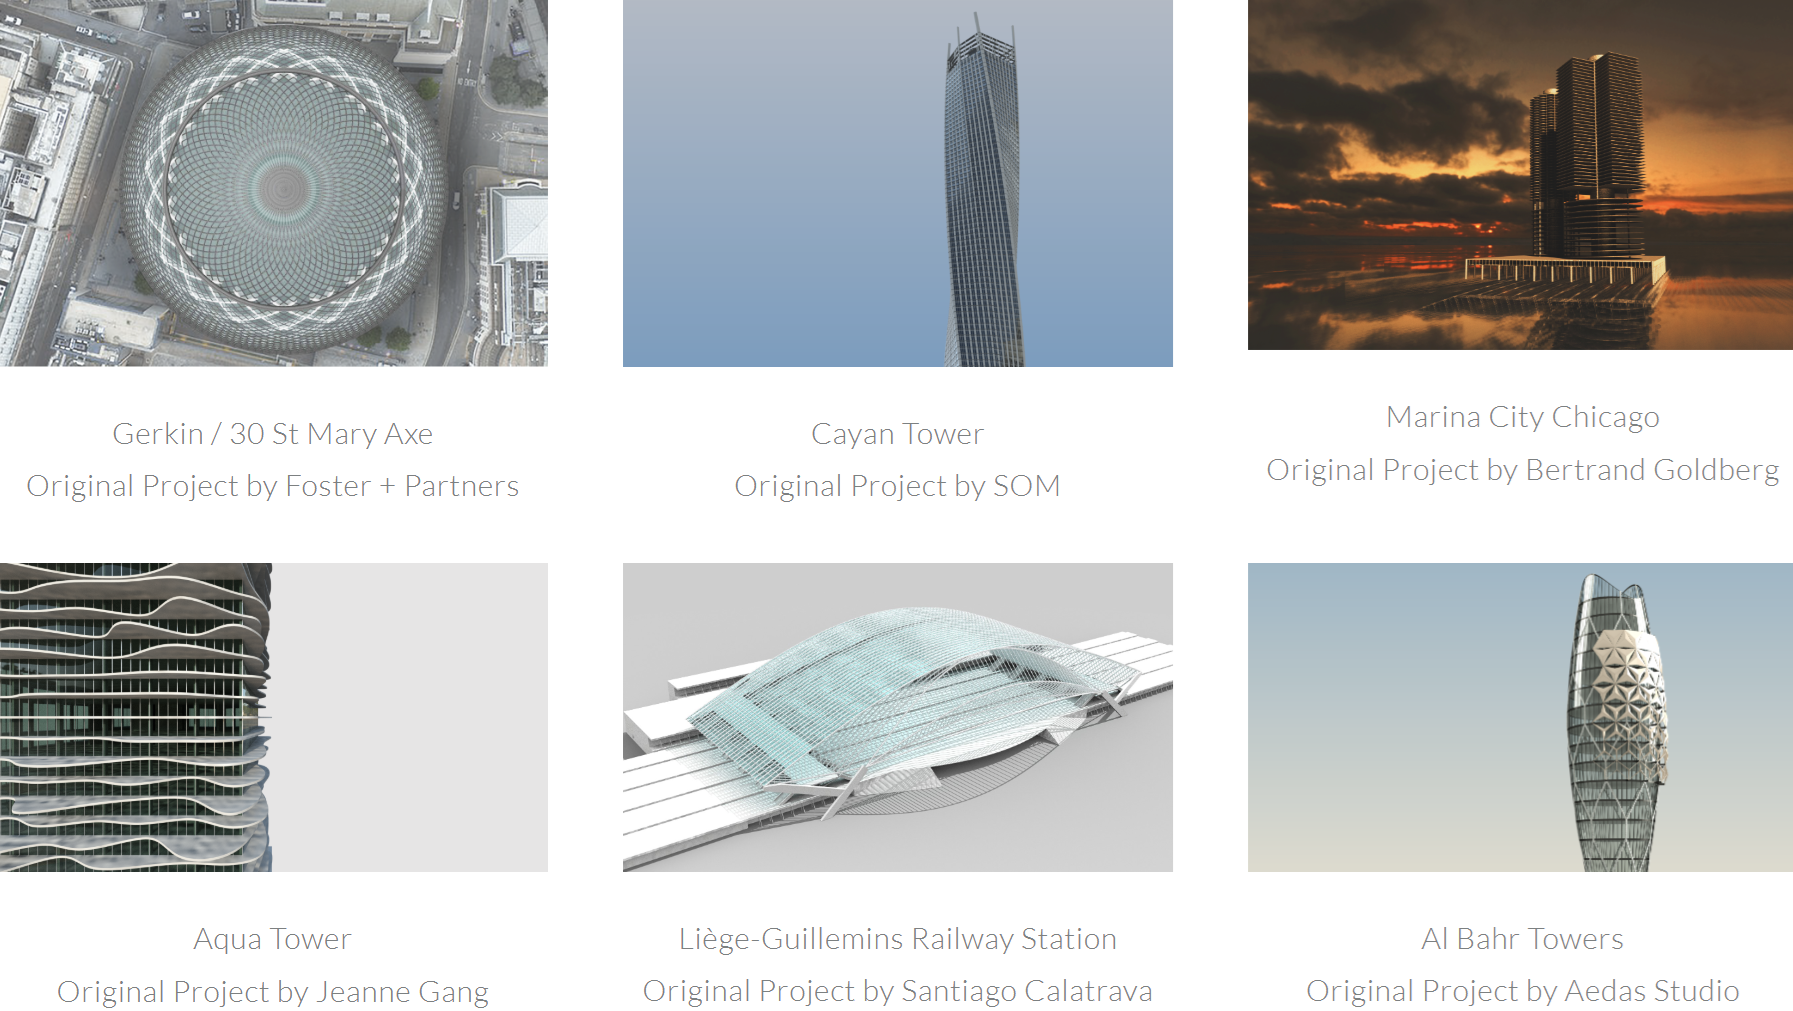 Gerkin / 30 St Mary Axe
Original Project by Foster + Partners
Cayan Tower
Original Project by SOM
Marina City Chicago
Original Project by Bertrand Goldberg
Aqua Tower
Original Project by Jeanne Gang
Liège-Guillemins Railway Station
Original Project by Santiago Calatrava
Al Bahr Towers
Original Project by Aedas Studio